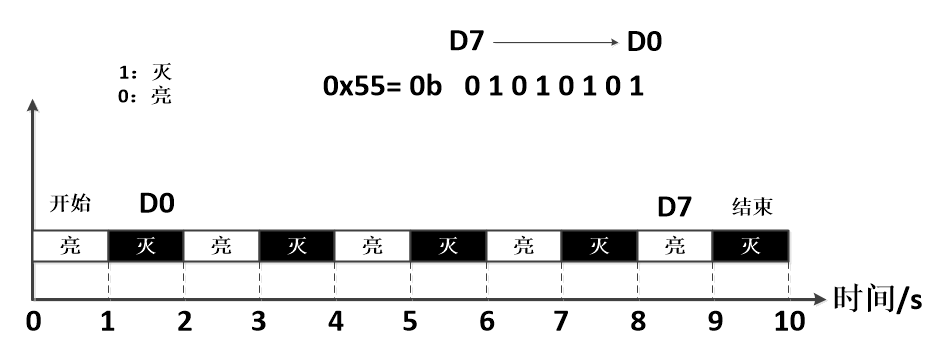 D7 D0
1：灭
0：亮
0x55= 0b 0 1 0 1 0 1 0 1
开始 D0 D7 结束
亮 灭 亮 灭 亮 灭 亮 灭 亮 灭
0 1 2 3 4 5 6 7 8 9 10
时间/s